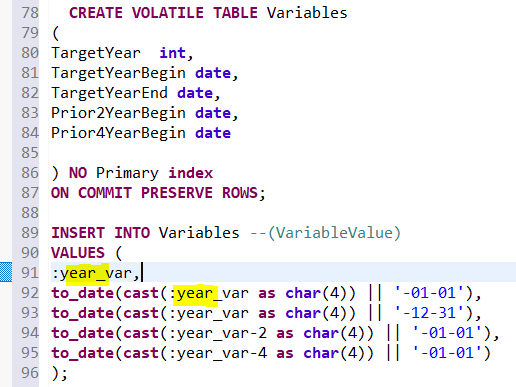 78 CREATE VOLATILE TABLE Variables
79 (
80 TargetYear  int,
81 TargetYearBegin date,
82 TargetYearEnd date,
83 Prior2YearBegin date,
84 Prior4YearBegin date
85
86 ) NO Primary index
87 ON COMMIT PRESERVE ROWS;
88
89 INSERT INTO Variables --(VariableValue)
90 VALUES (
91 :year_var,
92 to_date(cast(:year_var as char(4)) || '-01-01'),
93 to_date(cast(:year_var as char(4)) || '-12-31'),
94 to_date(cast(:year_var-2 as char(4)) || '-01-01'),
95 to_date(cast(:year_var-4 as char(4)) || '-01-01')
96 );